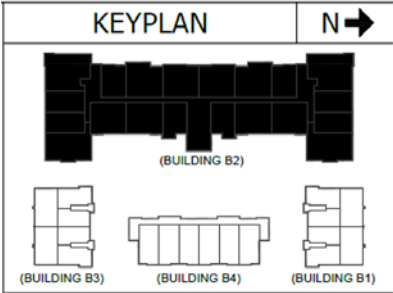 KEYPLAN
N
(BUILDING B2)
(BUILDING B3)
(BUILDING B4)
(BUILDING B1)